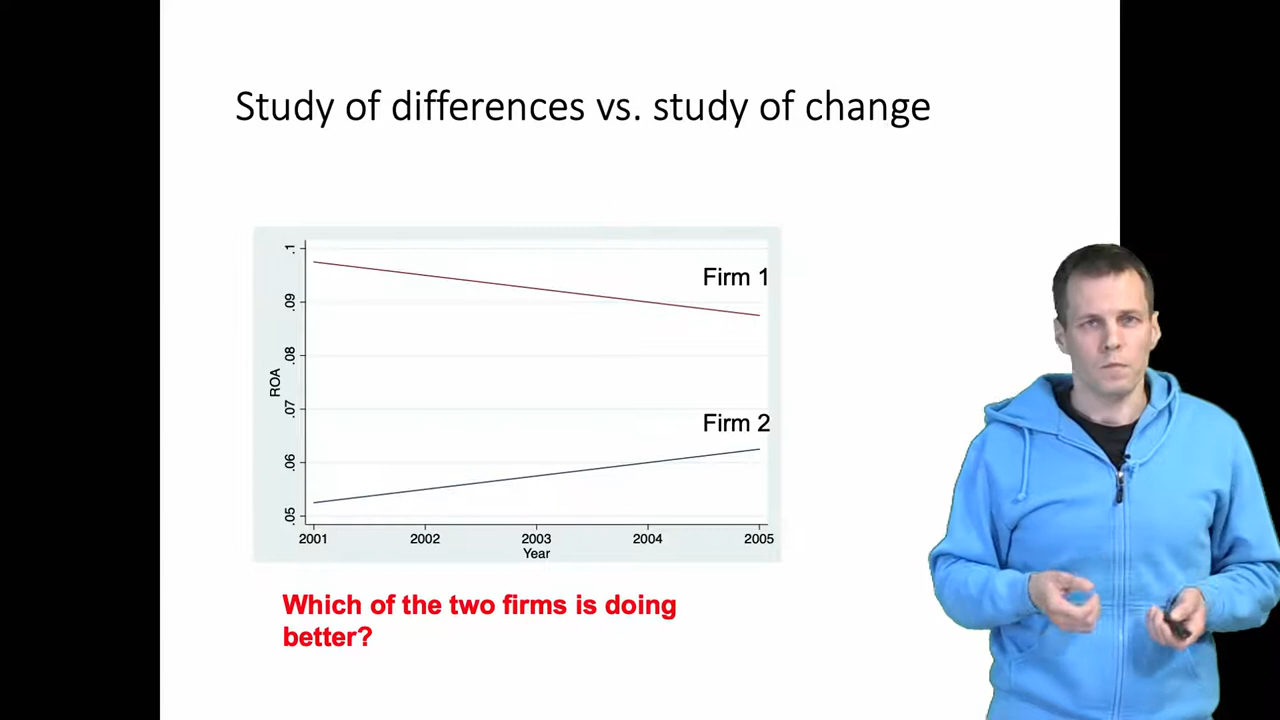 Study of differences vs. study of change
.1
.09
.08
.07
.06
.05
ROA
Firm 1
Firm 2
2001 2002 2003 2004 2005
Year
Which of the two firms is doing
better?